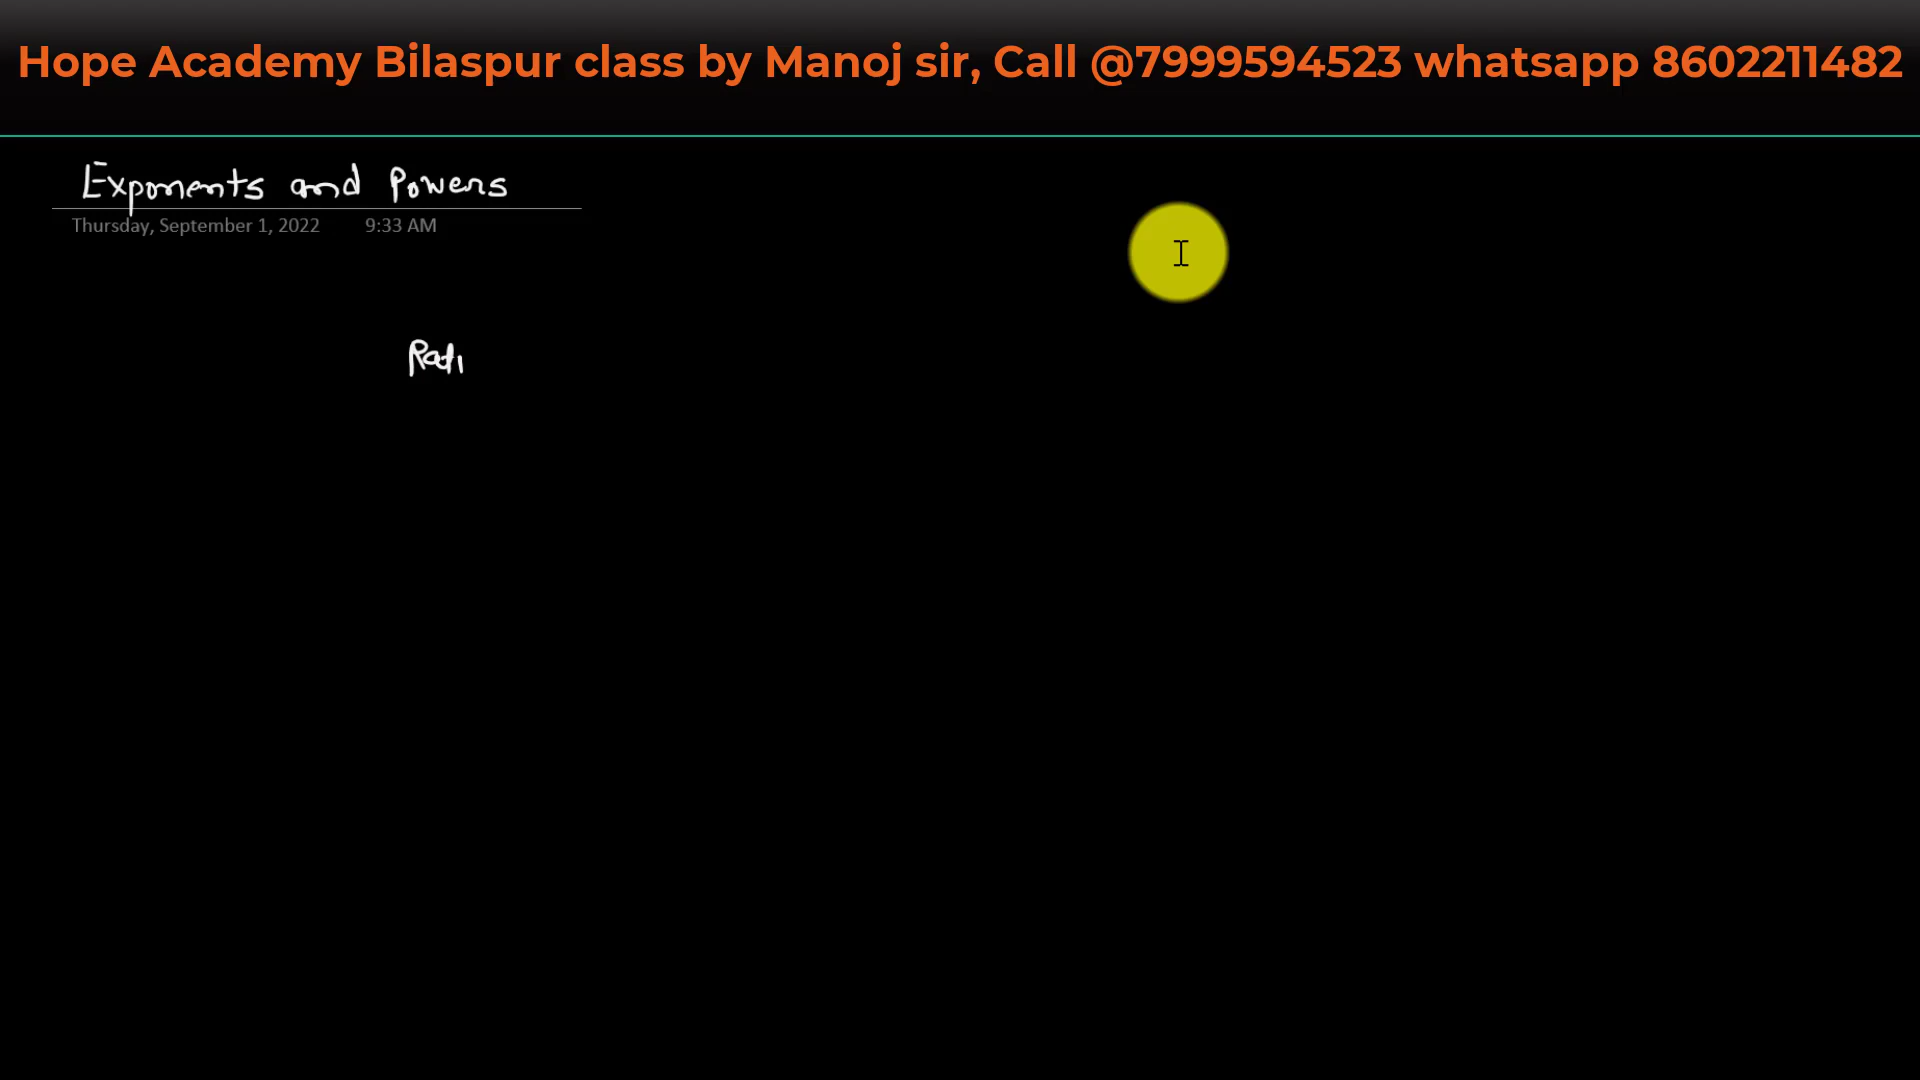 Hope Academy Bilaspur class by Manoj sir, Call @7999594523 whatsapp 8602211482
Exponents and Powers
Thursday, September 1, 2022 9:33 AM
Rati